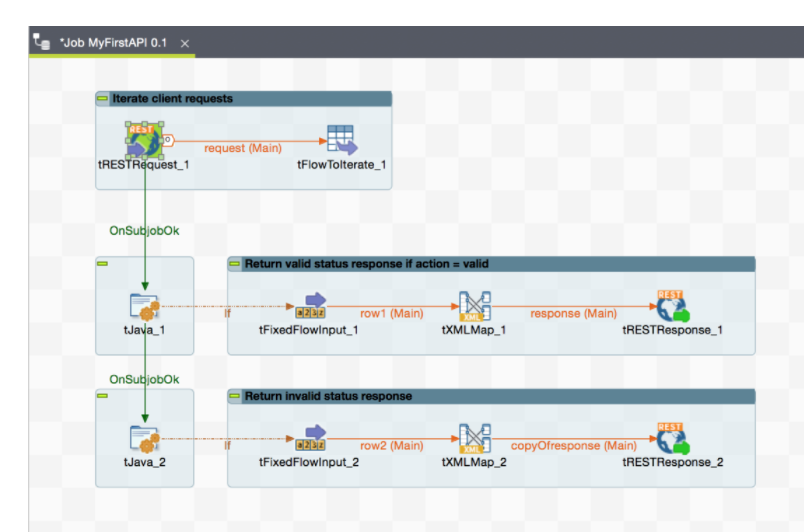 *Job MyFirstAPI 0.1
Iterate client requests
REST
request (Main)
tRESTRequest_1
tFlowToIterate_1
OnSubjobOk
Return valid status response if action = valid
REST
If
row1 (Main)
XML
response (Main)
tJava_1
tFixedFlowInput_1
tXMLMap_1
tRESTResponse_1
OnSubjobOk
Return invalid status response
REST
If
row2 (Main)
XML
copyOfresponse (Main)
tJava_2
tFixedFlowInput_2
tXMLMap_2
tRESTResponse_2